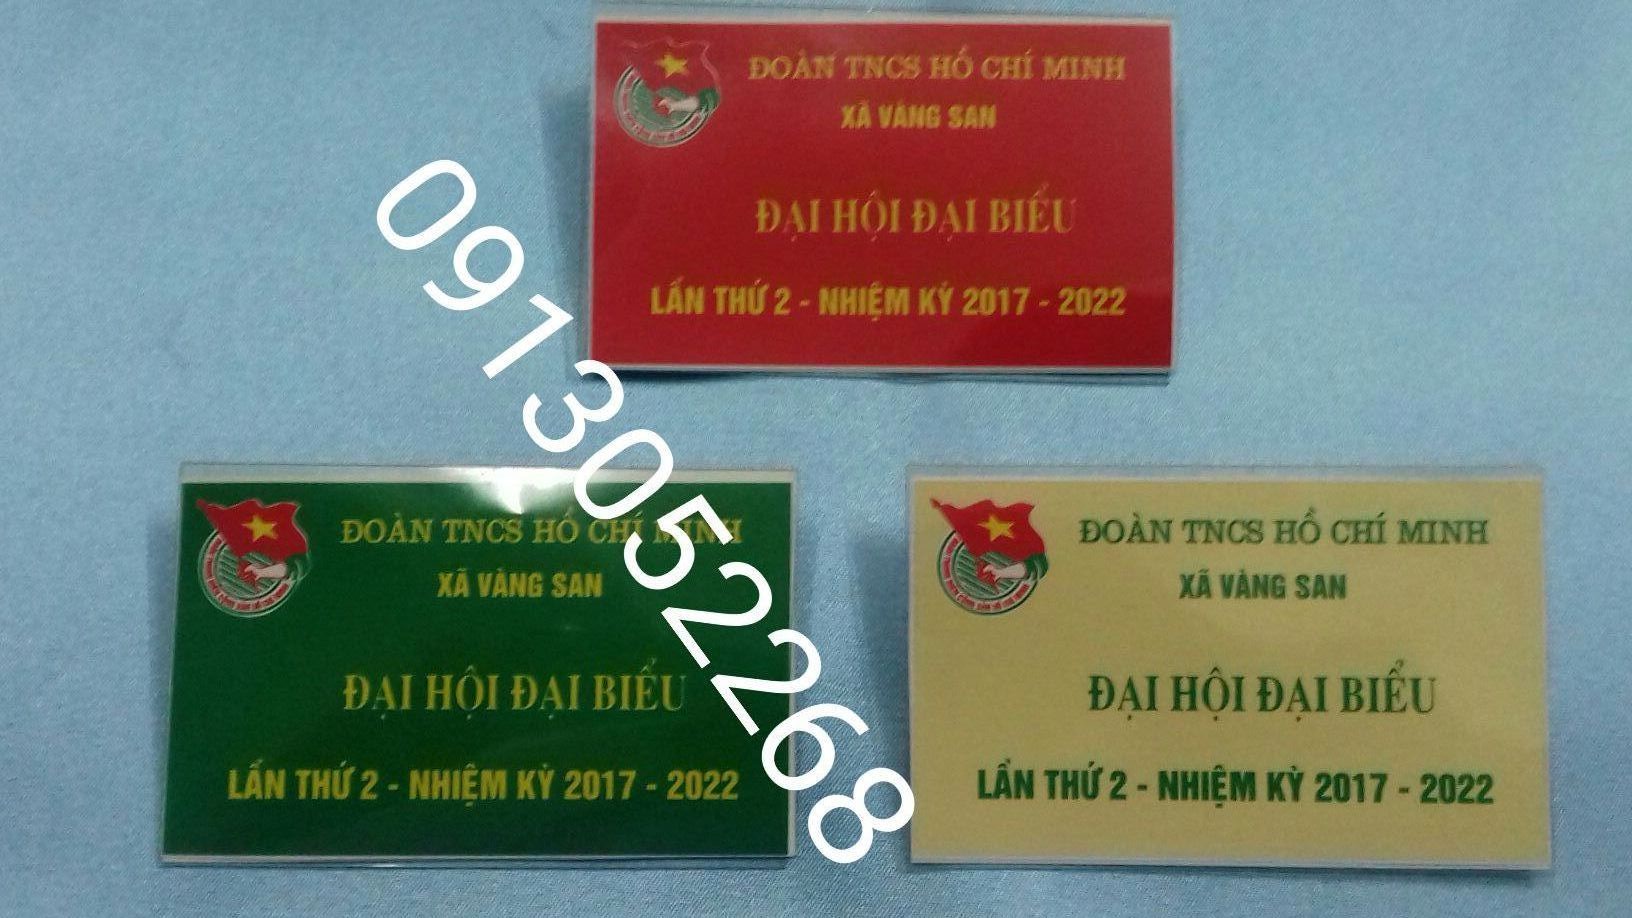 ĐOÀN TNCS HỒ CHÍ MINH
XÃ VÀNG SAN
ĐẠI HỘI ĐẠI BIỂU
LẦN THỨ 2 - NHIỆM KỲ 2017 - 2022
0913052268
ĐOÀN TNCS HỒ CHÍ MINH
XÃ VÀNG SAN
ĐẠI HỘI ĐẠI BIỂU
LẦN THỨ 2 - NHIỆM KỲ 2017 - 2022
ĐOÀN TNCS HỒ CHÍ MINH
XÃ VÀNG SAN
ĐẠI HỘI ĐẠI BIỂU
LẦN THỨ 2 - NHIỆM KỲ 2017 - 2022